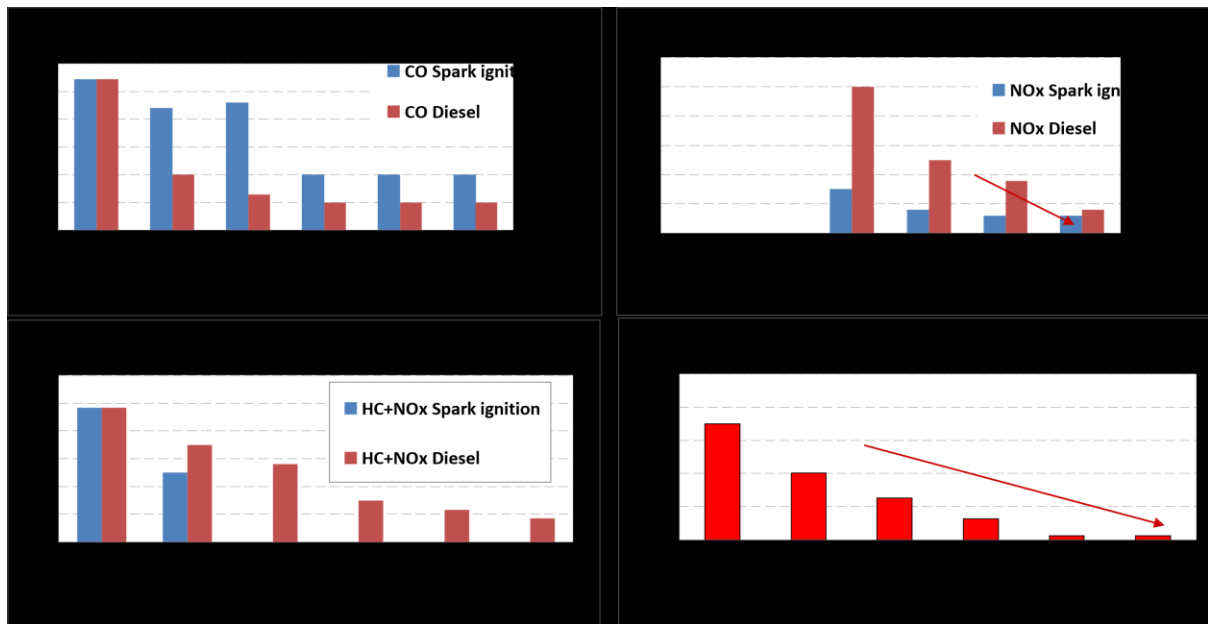 CO Spark ignit
CO Diesel
NOx Spark ign
NOx Diesel
HC+NOx Spark ignition
HC+NOx Diesel